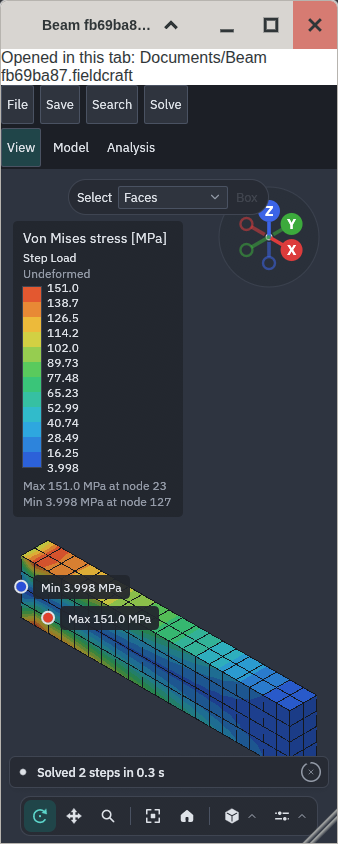 Beam fb69ba8...
Opened in this tab: Documents/Beam
fb69ba87.fieldcraft
File Save Search Solve
View Model Analysis
Select Faces Box
Z
Y
X
Von Mises stress [MPa]
Step Load
Undeformed
151.0
138.7
126.5
114.2
102.0
89.73
77.48
65.23
52.99
40.74
28.49
16.25
3.998
Max 151.0 MPa at node 23
Min 3.998 MPa at node 127
Min 3.998 MPa
Max 151.0 MPa
Solved 2 steps in 0.3 s